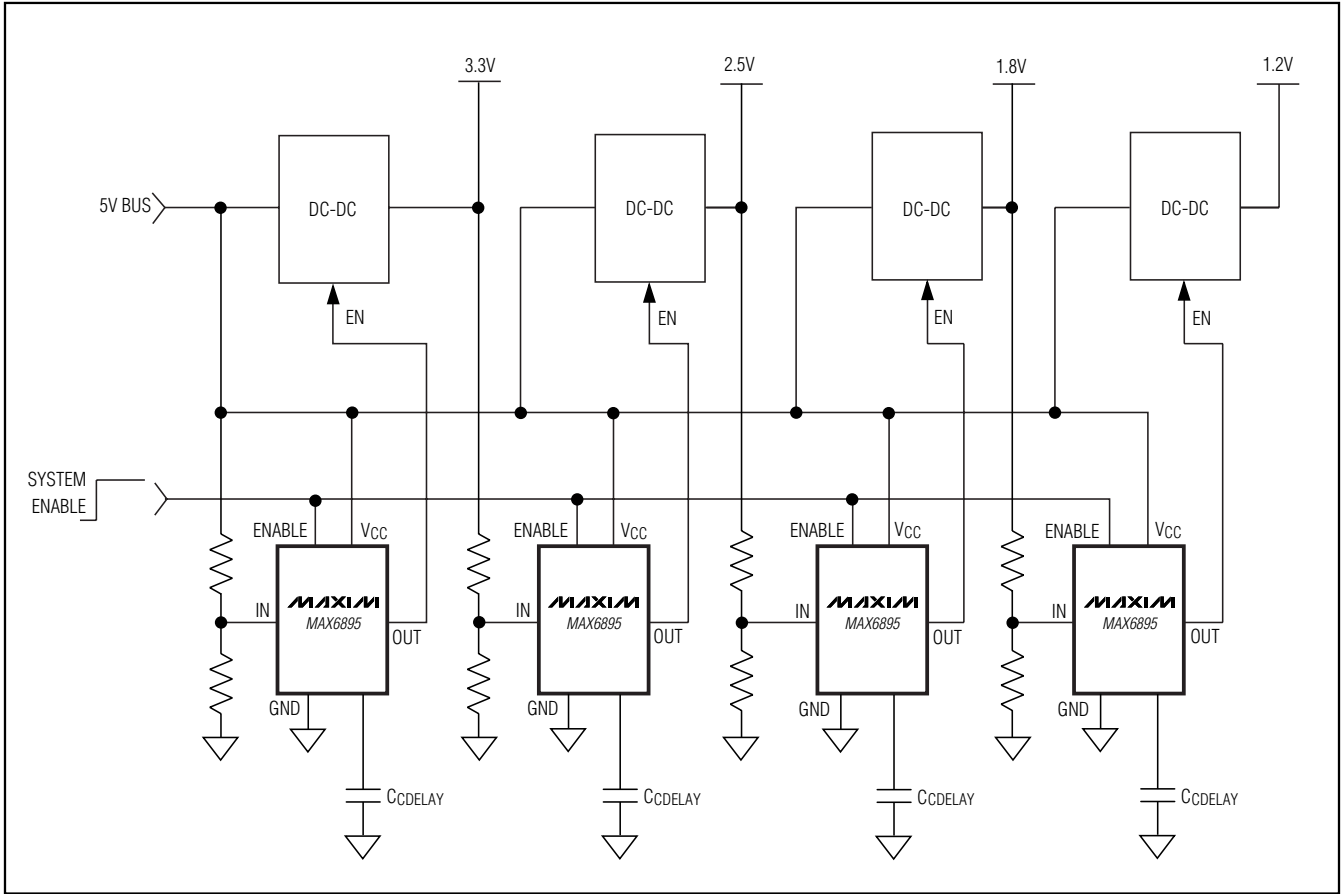 3.3V
2.5V
1.8V
1.2V
5V BUS
DC-DC
DC-DC
DC-DC
DC-DC
EN
EN
EN
EN
SYSTEM
ENABLE
ENABLE
VCC
ENABLE
VCC
ENABLE
VCC
ENABLE
VCC
IN
MAXIM
MAX6895
OUT
IN
MAXIM
MAX6895
OUT
IN
MAXIM
MAX6895
OUT
IN
MAXIM
MAX6895
OUT
GND
GND
GND
GND
CCDELAY
CCDELAY
CCDELAY
CCDELAY